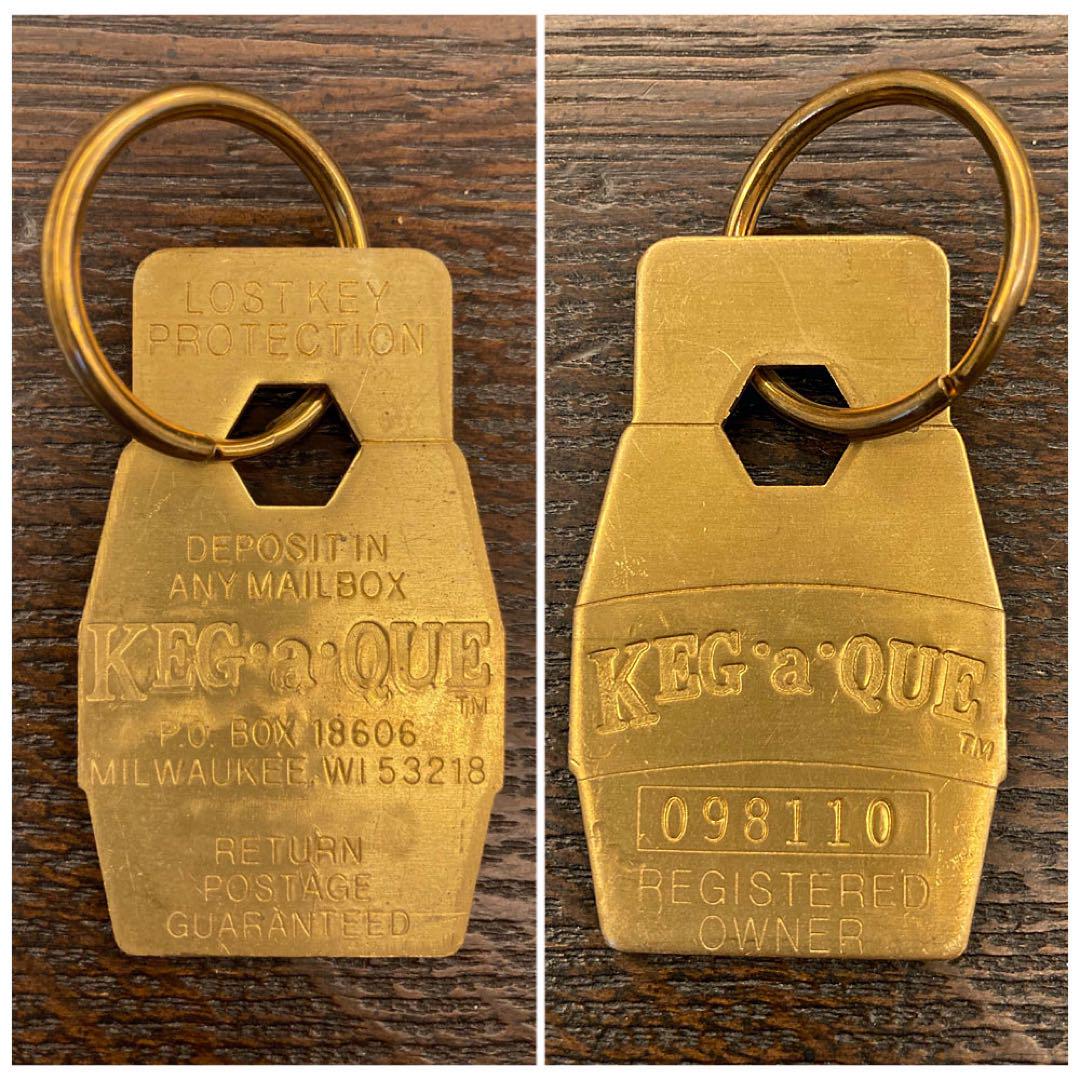 LOST KEY
PROTECTION
DEPOSIT IN
ANY MAILBOX
KEG·a·QUE
TM
P.O. BOX 18606
MILWAUKEE, WI 53218
RETURN
POSTAGE
GUARANTEED
KEG·a·QUE
TM
098110
REGISTERED
OWNER